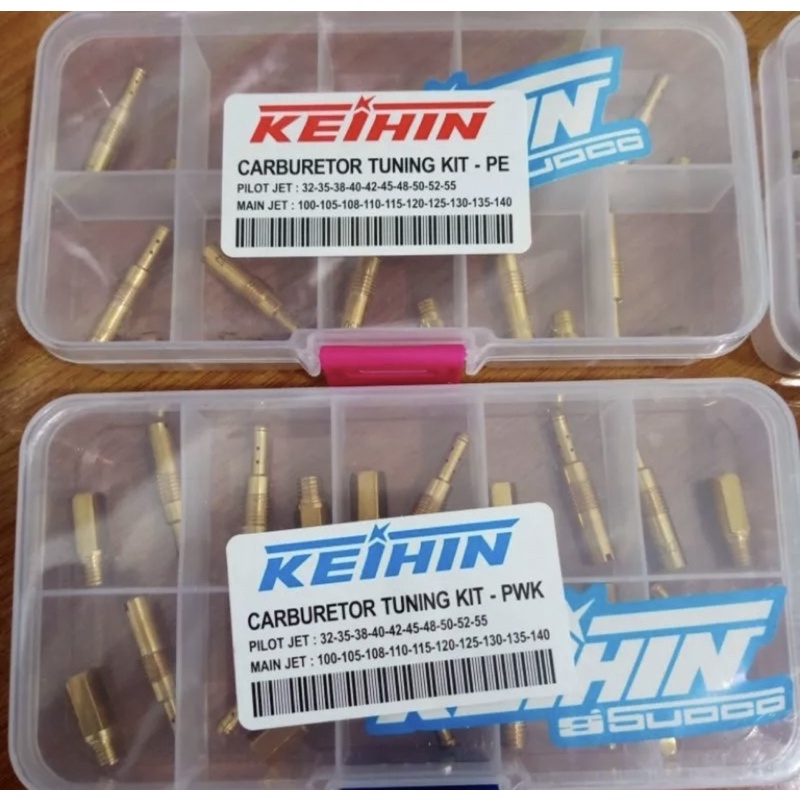 KEIHIN
CARBURETOR TUNING KIT - PE
PILOT JET : 32-35-38-40-42-45-48-50-52-55
MAIN JET : 100-105-108-110-115-120-125-130-135-140
KEIHIN
CARBURETOR TUNING KIT - PWK
PILOT JET : 32-35-38-40-42-45-48-50-52-55
MAIN JET : 100-105-108-110-115-120-125-130-135-140
KEIHIN